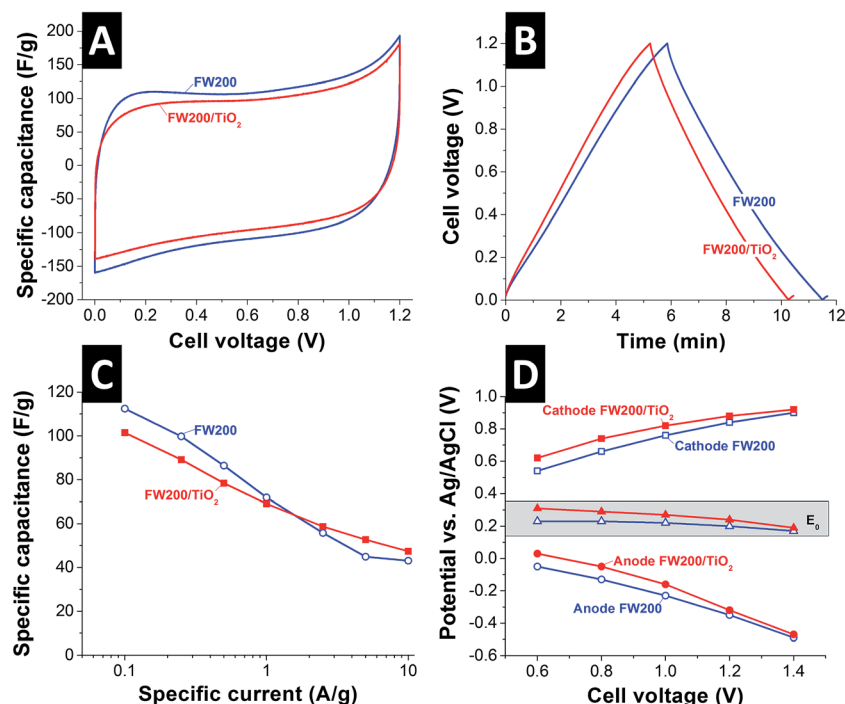 A
Specific capacitance (F/g)
200
150
100
50
0
-50
-100
-150
-200
FW200
FW200/TiO₂
0.0 0.2 0.4 0.6 0.8 1.0 1.2
Cell voltage (V)
B
Cell voltage (V)
1.2
1.0
0.8
0.6
0.4
0.2
0.0
FW200
FW200/TiO₂
0 2 4 6 8 10 12
Time (min)
C
Specific capacitance (F/g)
120
100
80
60
40
20
0
FW200
FW200/TiO₂
0.1 1 10
Specific current (A/g)
D
Potential vs. Ag/AgCl (V)
1.0
0.8
0.6
0.4
0.2
0.0
-0.2
-0.4
-0.6
Cathode FW200/TiO₂
Cathode FW200
E₀
Anode FW200/TiO₂
Anode FW200
0.6 0.8 1.0 1.2 1.4
Cell voltage (V)